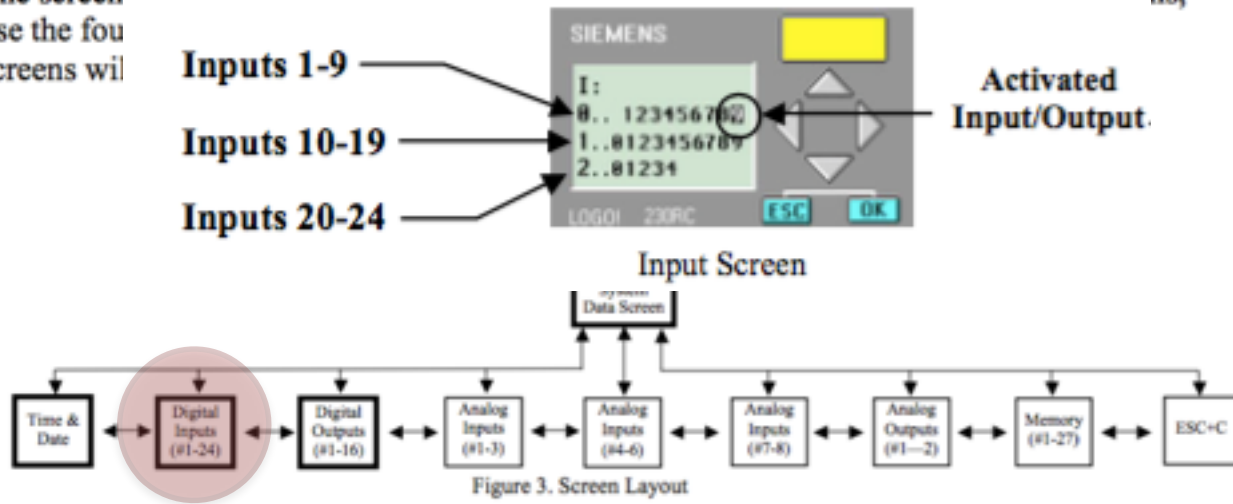 se the fou
creens wil
Inputs 1-9
Inputs 10-19
Inputs 20-24
SIEMENS
I:
0.. 12345678
1..0123456789
2..01234
LOGO! 230RC
ESC
OK
Activated
Input/Output
Input Screen
System
Data Screen
Time &
Date
Digital
Inputs
(#1-24)
Digital
Outputs
(#1-16)
Analog
Inputs
(#1-3)
Analog
Inputs
(#4-6)
Analog
Inputs
(#7-8)
Analog
Outputs
(#1—2)
Memory
(#1-27)
ESC+C
Figure 3. Screen Layout